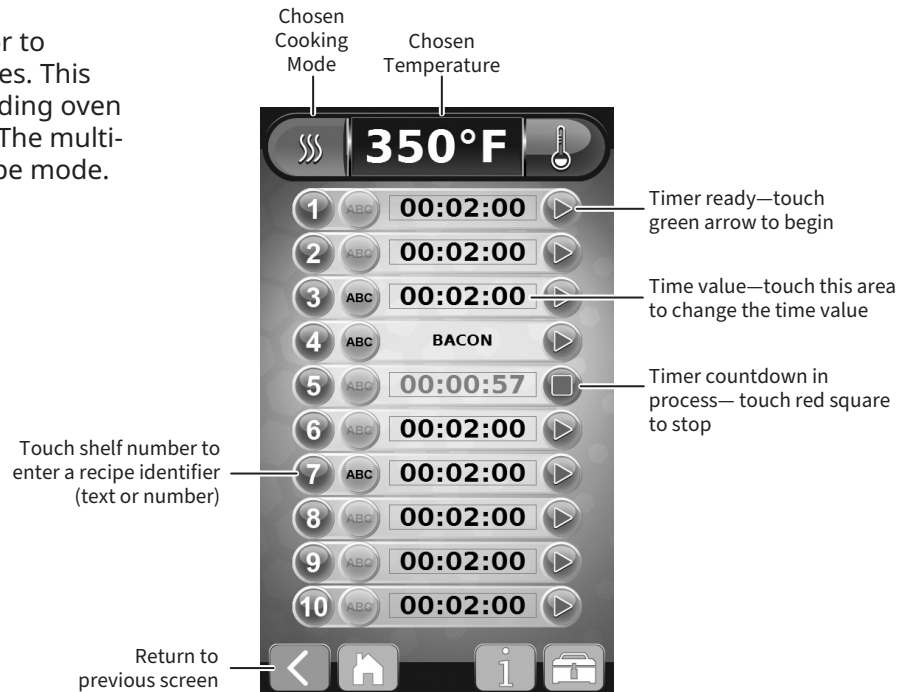 r to
es. This
ding oven
The multi-
pe mode.
Chosen
Cooking
Mode
Chosen
Temperature
350°F
1 ABC 00:02:00
Timer ready—touch
green arrow to begin
2 ABC 00:02:00
3 ABC 00:02:00
Time value—touch this area
to change the time value
4 ABC BACON
5 ABC 00:00:57
Timer countdown in
process— touch red square
to stop
6 ABC 00:02:00
Touch shelf number to
enter a recipe identifier
(text or number)
7 ABC 00:02:00
8 ABC 00:02:00
9 ABC 00:02:00
10 ABC 00:02:00
Return to
previous screen
i